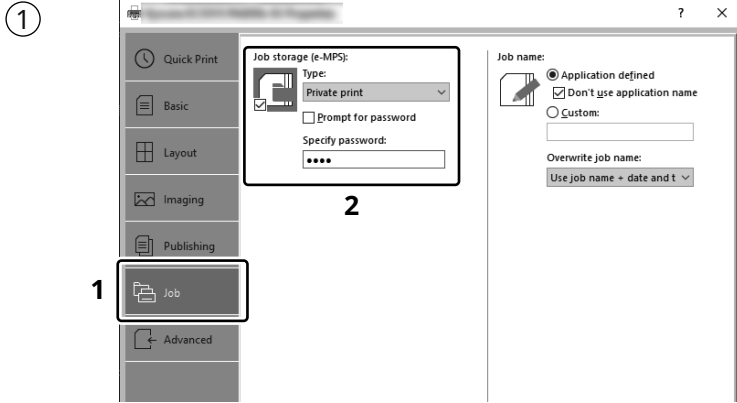 1
? ×
Quick Print
Basic
Layout
Imaging
Publishing
1
Job
Advanced
Job storage (e-MPS):
Type:
Private print
Prompt for password
Specify password:
••••
2
Job name:
Application defined
Don't use application name
Custom:
Overwrite job name:
Use job name + date and t